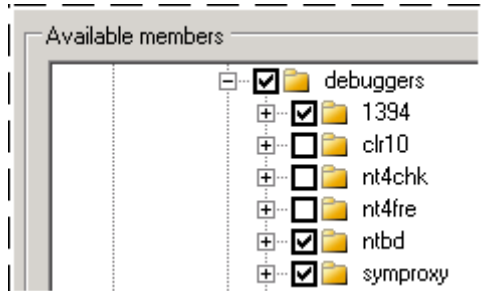 Available members
debuggers
1394
clr10
nt4chk
nt4fre
ntbd
symproxy